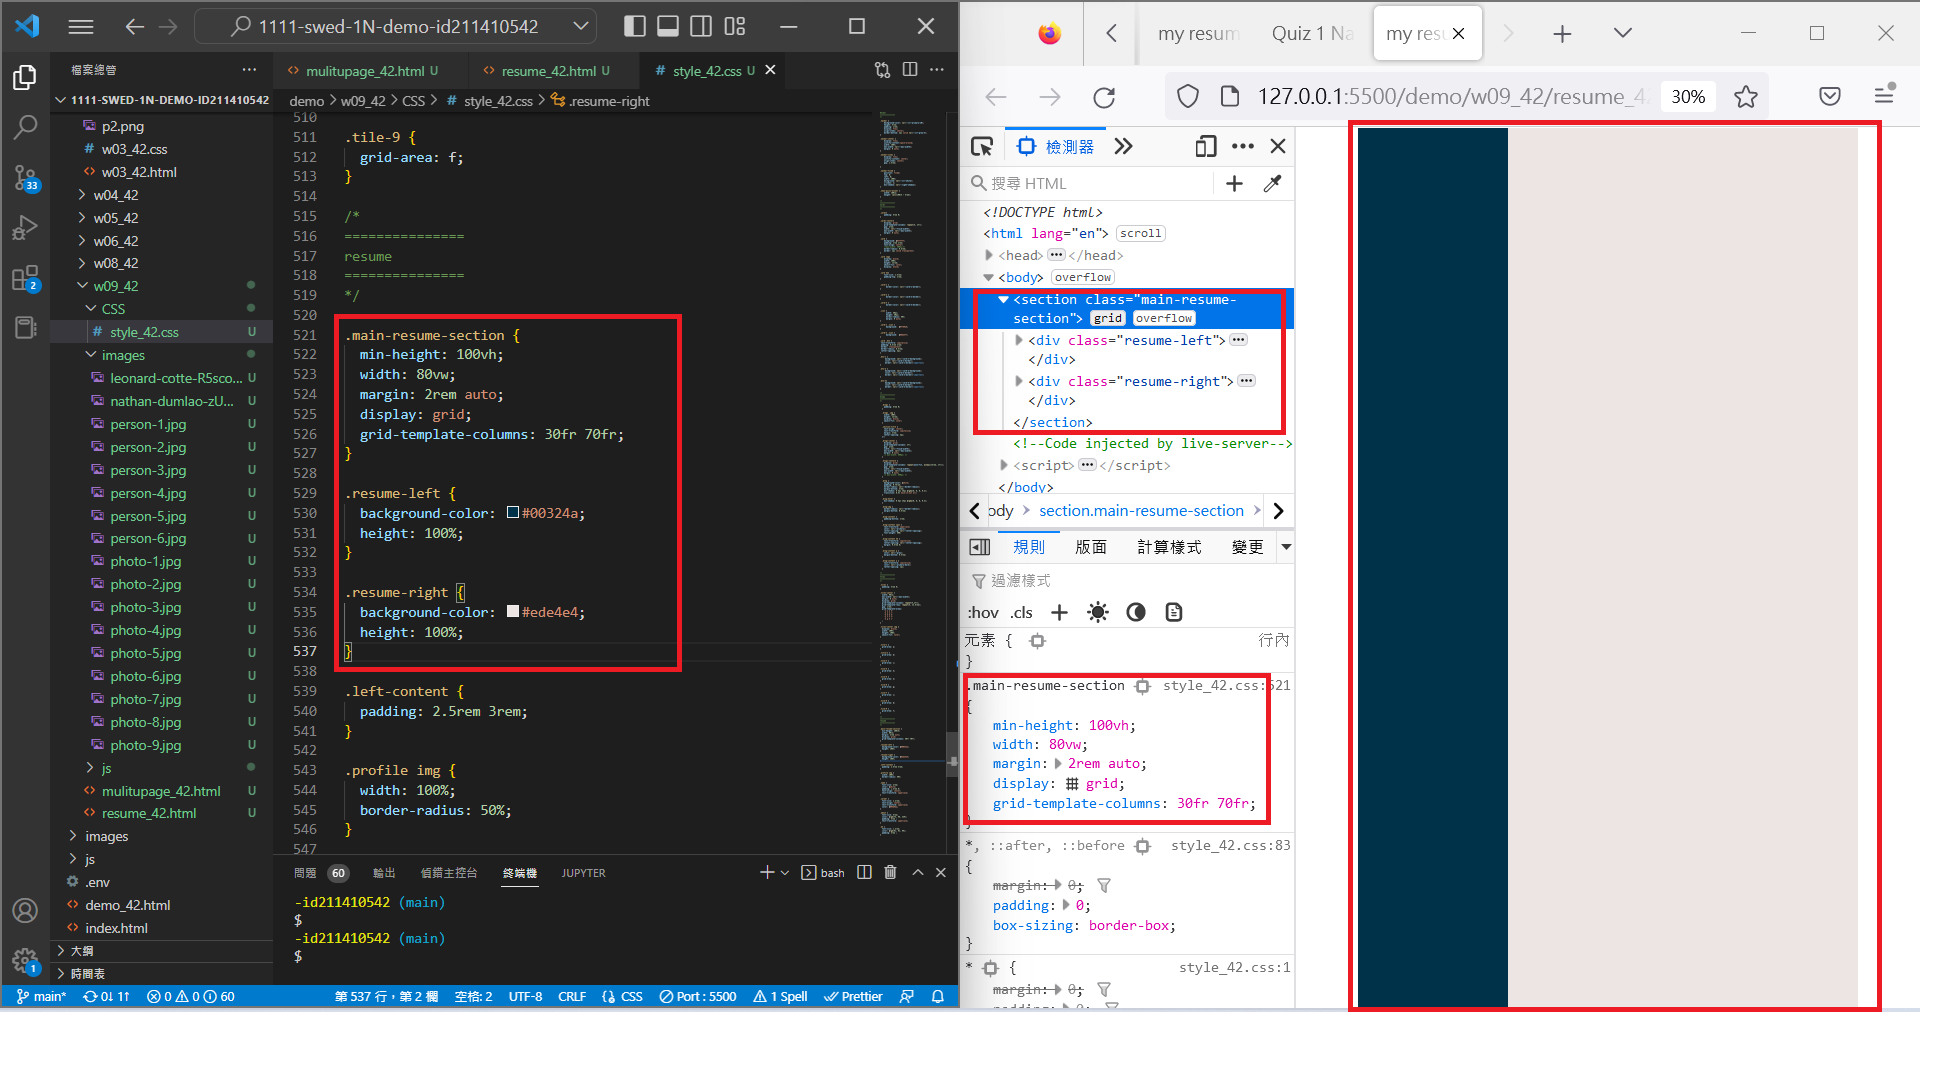 1111-swed-1N-demo-id211410542
檔案總管
1111-SWED-1N-DEMO-ID211410542
p2.png
w03_42.css
w03_42.html
w04_42
w05_42
w06_42
w08_42
w09_42
CSS
style_42.css U
images
leonard-cotte-R5sco... U
nathan-dumlao-zU... U
person-1.jpg U
person-2.jpg U
person-3.jpg U
person-4.jpg U
person-5.jpg U
person-6.jpg U
photo-1.jpg U
photo-2.jpg U
photo-3.jpg U
photo-4.jpg U
photo-5.jpg U
photo-6.jpg U
photo-7.jpg U
photo-8.jpg U
photo-9.jpg U
js
mulitupage_42.html U
resume_42.html U
images
js
.env
demo_42.html
index.html
大綱
時間表
33
2
1
mulitupage_42.html U
resume_42.html U
style_42.css U
demo > w09_42 > CSS > # style_42.css > .resume-right
510
511 .tile-9 {
512 grid-area: f;
513 }
514
515 /*
516 ===============
517 resume
518 ===============
519 */
520
521 .main-resume-section {
522 min-height: 100vh;
523 width: 80vw;
524 margin: 2rem auto;
525 display: grid;
526 grid-template-columns: 30fr 70fr;
527 }
528
529 .resume-left {
530 background-color: #00324a;
531 height: 100%;
532 }
533
534 .resume-right {
535 background-color: #ede4e4;
536 height: 100%;
537 }
538
539 .left-content {
540 padding: 2.5rem 3rem;
541 }
542
543 .profile img {
544 width: 100%;
545 border-radius: 50%;
546 }
547
問題 60 輸出 偵錯主控台 終端機 JUPYTER
bash
-id211410542 (main)
$
-id211410542 (main)
$
main* 0↓ 1↑ 0 0 60 第 537 行，第 2 欄 空格: 2 UTF-8 CRLF CSS Port : 5500 1 Spell Prettier
my resum
Quiz 1 Na
my resu
127.0.0.1:5500/demo/w09_42/resume_4
30%
檢測器
搜尋 HTML
<!DOCTYPE html>
<html lang="en"> scroll
<head> ••• </head>
<body> overflow
<section class="main-resume-
section"> grid overflow
<div class="resume-left"> •••
</div>
<div class="resume-right"> •••
</div>
</section>
<!--Code injected by live-server-->
<script> ••• </script>
</body>
ody > section.main-resume-section >
規則 版面 計算樣式 變更
過濾樣式
:hov .cls
元素 { 行內
}
.main-resume-section style_42.css:521
{
min-height: 100vh;
width: 80vw;
margin: 2rem auto;
display: grid;
grid-template-columns: 30fr 70fr;
}
*, ::after, ::before style_42.css:83
{
margin: 0;
padding: 0;
box-sizing: border-box;
}
* { style_42.css:1
margin: 0;
padding: 0;